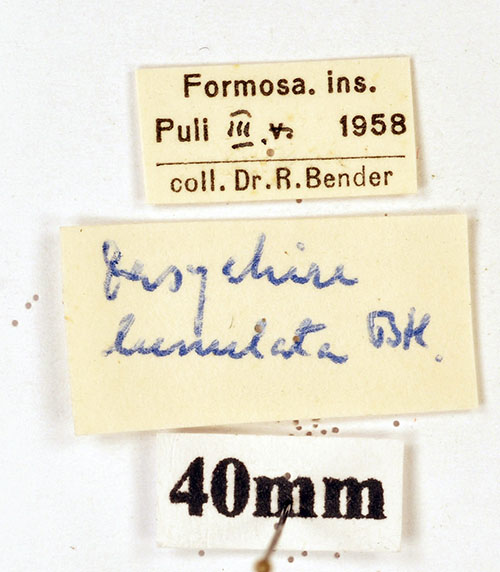 Formosa. ins.
Puli III. v. 1958
coll. Dr. R. Bender
Dasychira
lunulata Btl.
40mm